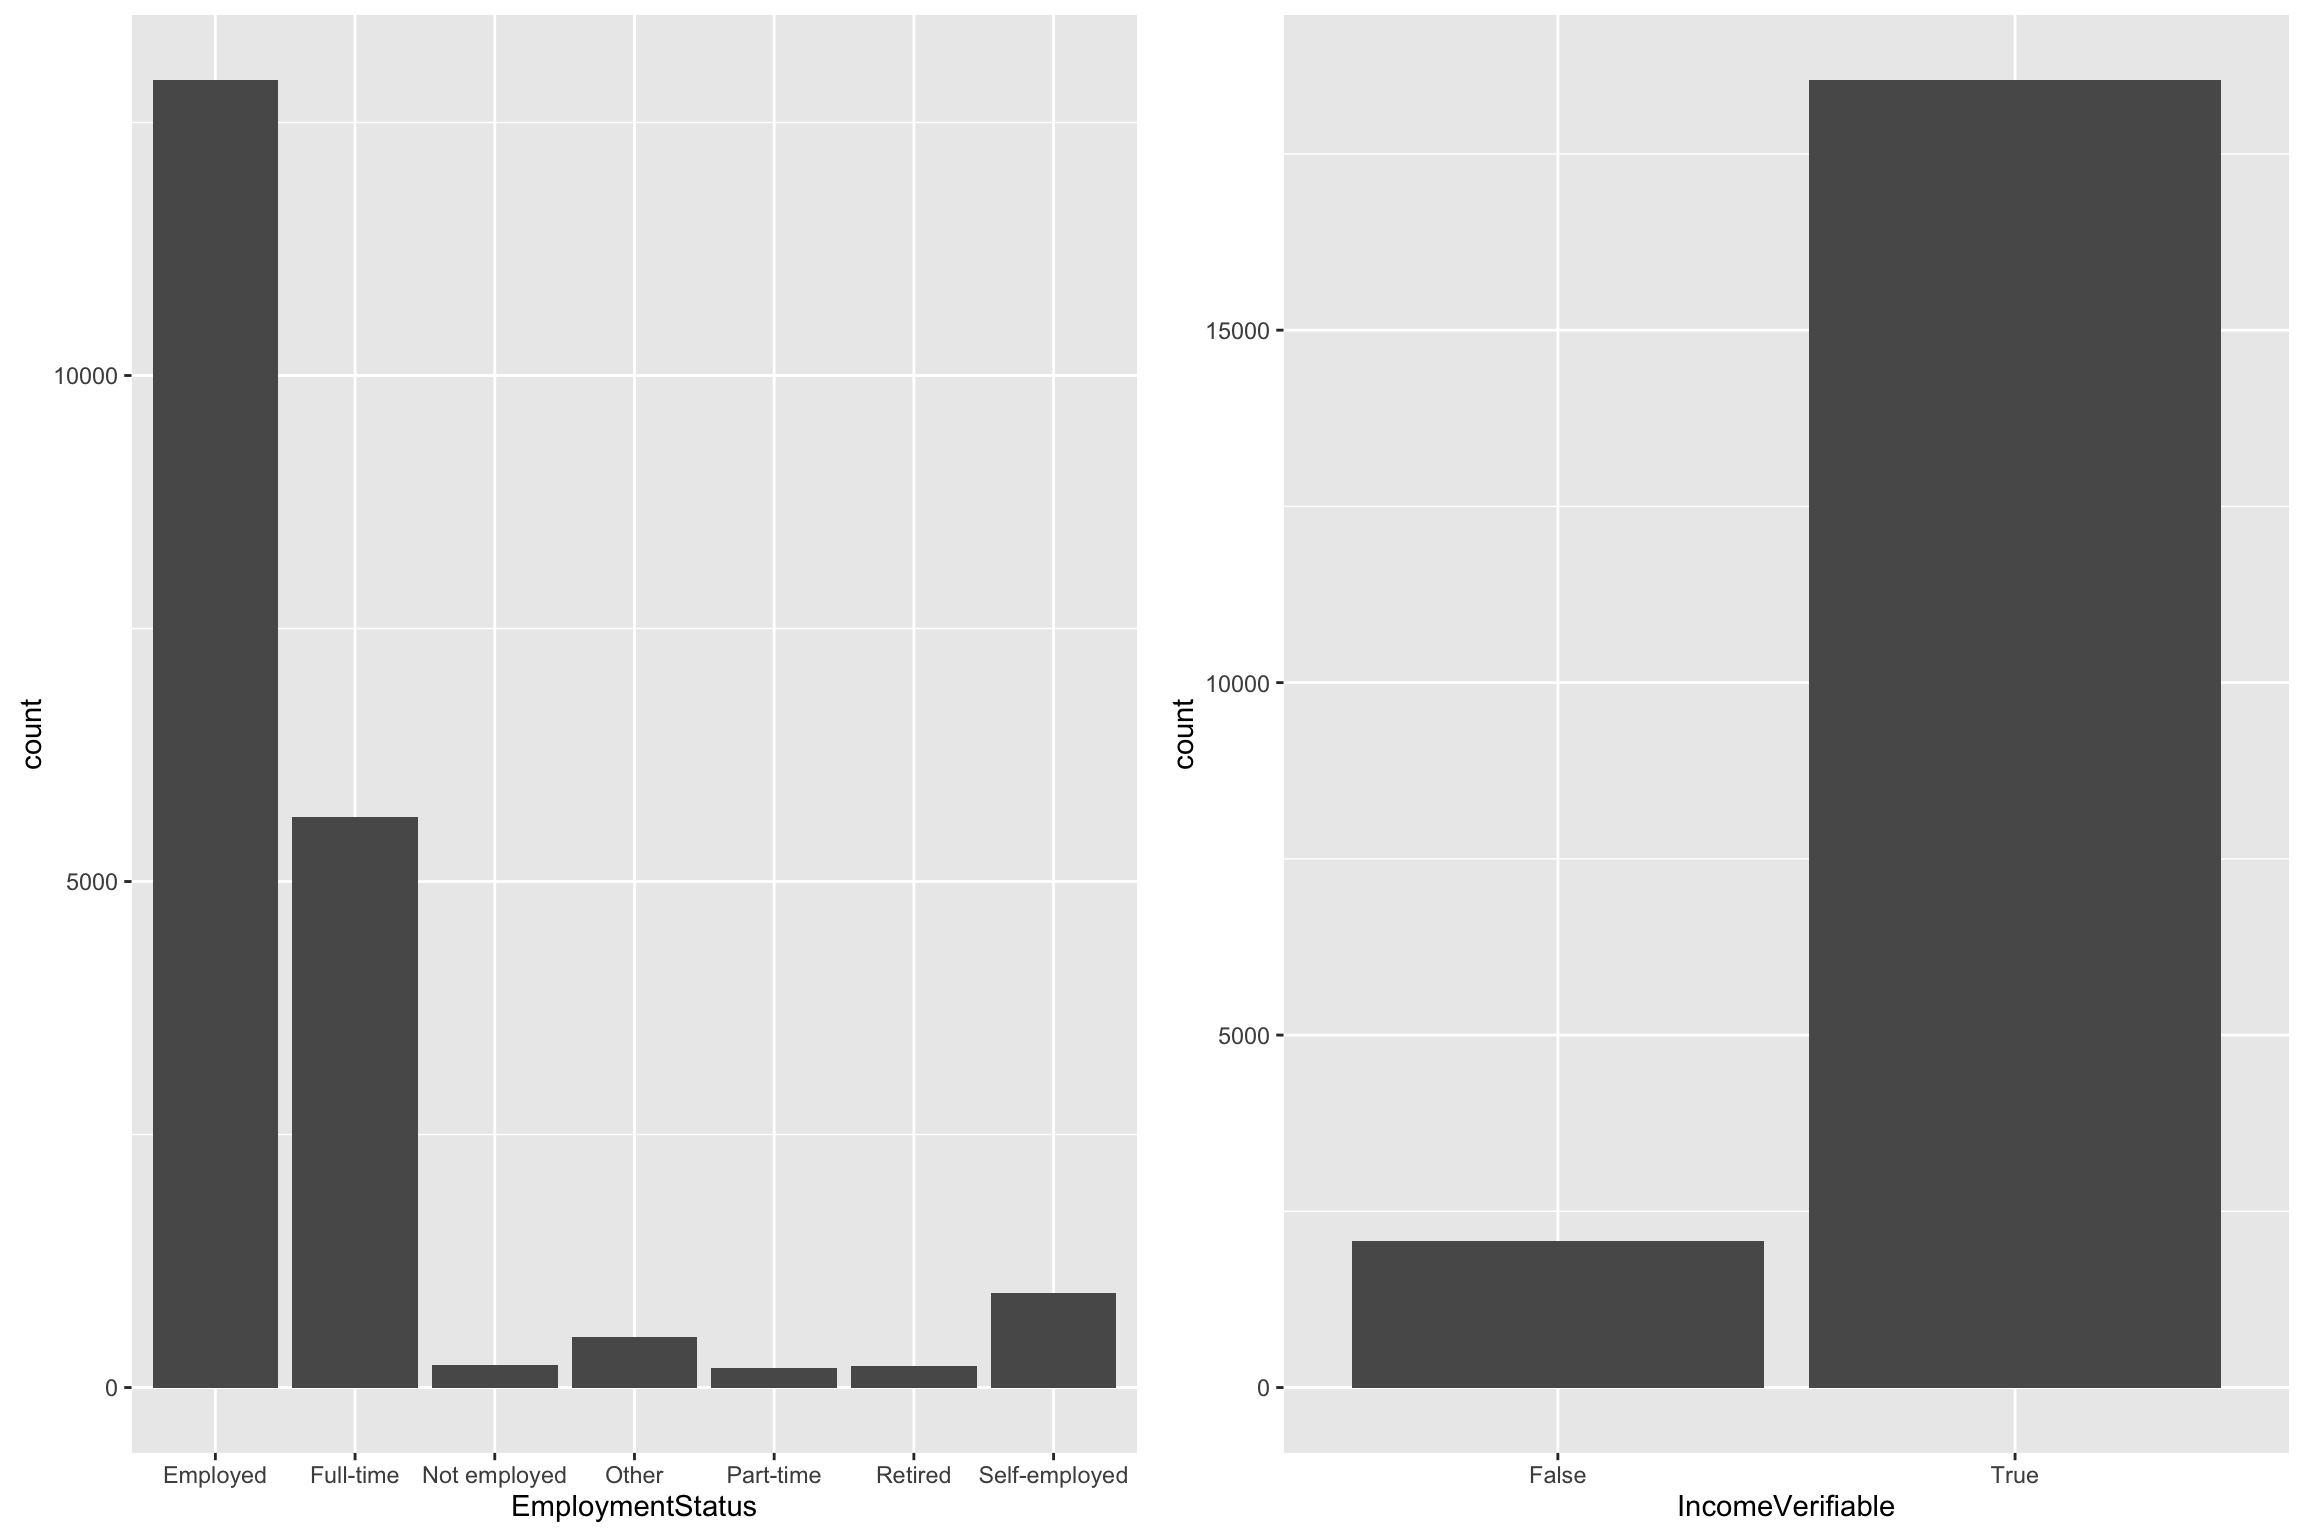 count
10000
5000
0
Employed Full-time Not employed Other Part-time Retired Self-employed
EmploymentStatus
count
15000
10000
5000
0
False True
IncomeVerifiable